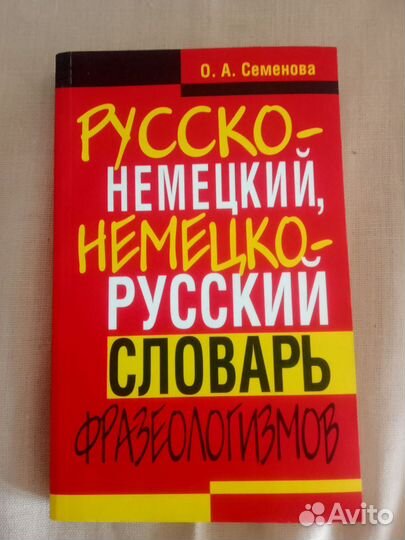 О. А. Семенова
РУССКО-
НЕМЕЦКИЙ,
НЕМЕЦКО-
РУССКИЙ
СЛОВАРЬ
ФРАЗЕОЛОГИЗМОВ
Avito